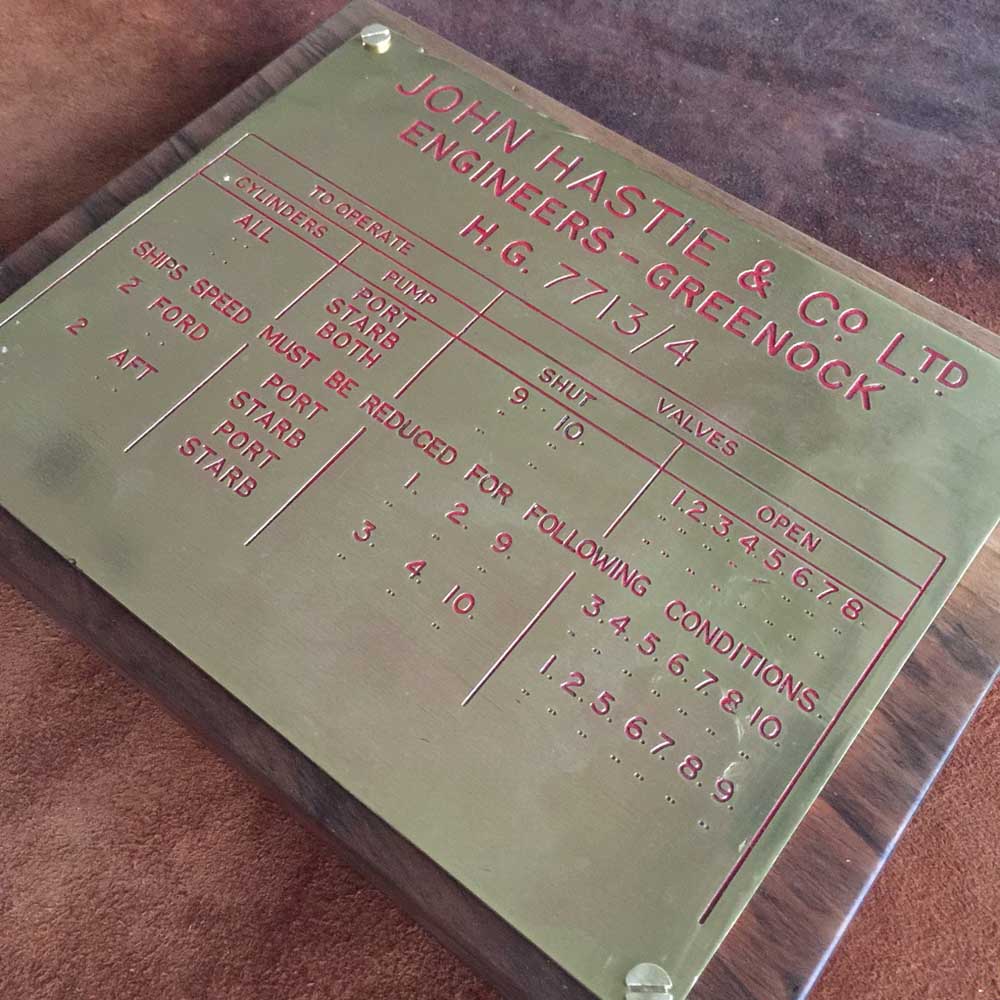 JOHN HASTIE & Co. LTD.
ENGINEERS - GREENOCK
H.G. 7713/4
TO OPERATE VALVES
CYLINDERS PUMP SHUT OPEN
ALL PORT 9. 10. 1.2.3.4.5.6.7.8.
" STARB " " " " " " " " " "
" BOTH " " " " " " " " " "
SHIPS SPEED MUST BE REDUCED FOR FOLLOWING CONDITIONS.
2 FORD PORT 1. 2. 9. 3.4.5.6.7.8.10.
" " STARB " " " " " " " " " "
2 AFT PORT 3. 4. 10. 1.2.5.6.7.8.9.
" " STARB " " " " " " " " " "